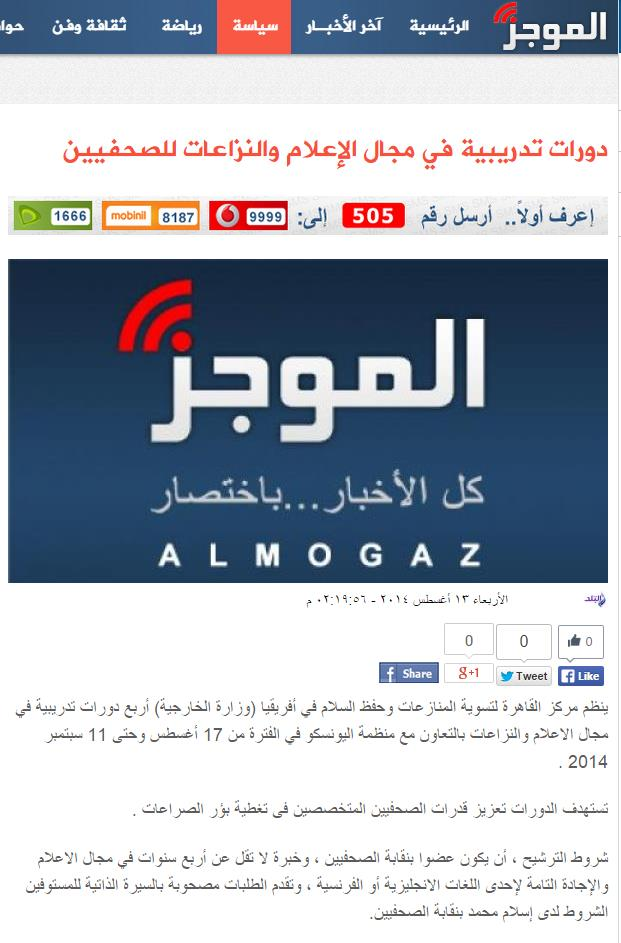 الموجز
الرئيسية آخر الأخبار سياسة رياضة ثقافة وفن حوا
دورات تدريبية في مجال الإعلام والنزاعات للصحفيين
إعرف أولاً.. أرسل رقم 505 إلى: 9999 mobinil 8187 1666
الموجز
كل الأخبار...باختصار
ALMOGAZ
البلد
الأربعاء ١٣ أغسطس ٢٠١٤ - ٠٢:١٩:٥٦ م
0 0 0
Share g+1 Tweet Like
ينظم مركز القاهرة لتسوية المنازعات وحفظ السلام في أفريقيا (وزارة الخارجية) أربع دورات تدريبية في
مجال الاعلام والنزاعات بالتعاون مع منظمة اليونسكو في الفترة من 17 أغسطس وحتى 11 سبتمبر
2014 .
تستهدف الدورات تعزيز قدرات الصحفيين المتخصصين فى تغطية بؤر الصراعات .
شروط الترشيح ، أن يكون عضوا بنقابة الصحفيين ، وخبرة لا تقل عن أربع سنوات في مجال الاعلام
والإجادة التامة لإحدى اللغات الانجليزية أو الفرنسية ، وتقدم الطلبات مصحوبة بالسيرة الذاتية للمستوفين
الشروط لدى إسلام محمد بنقابة الصحفيين.